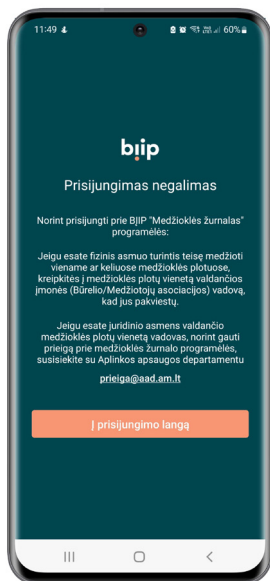 11:49
60%
bįip
Prisijungimas negalimas
Norint prisijungti prie BĮIP "Medžioklės žurnalas"
programėlės:
Jeigu esate fizinis asmuo turintis teisę medžioti
viename ar keliuose medžioklės plotuose,
kreipkitės į medžioklės plotų vienetą valdančios
įmonės (Būrelio/Medžiotojų asociacijos) vadovą,
kad jus pakviestų.
Jeigu esate juridinio asmens valdančio
medžioklės plotų vienetą vadovas, norint gauti
prieigą prie medžioklės žurnalo programėlės,
susisiekite su Aplinkos apsaugos departamentu
prieiga@aad.am.lt
Į prisijungimo langą